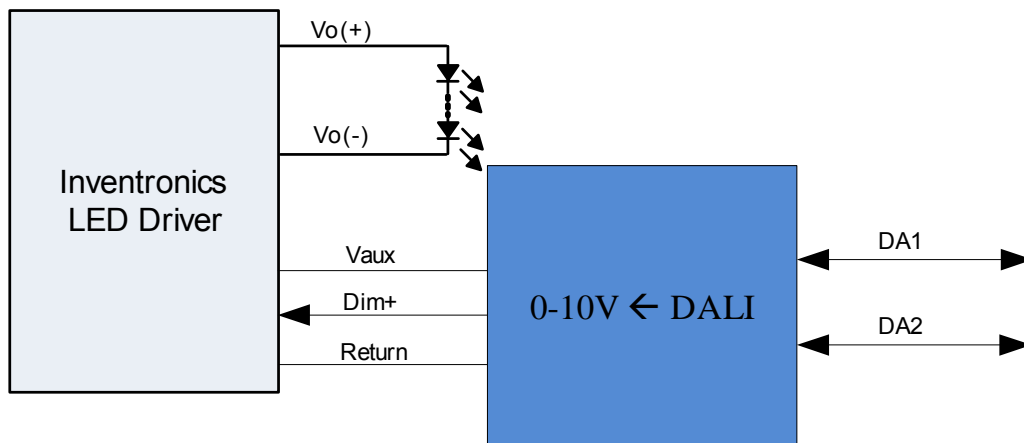 Vo(+)
Vo(-)
Inventronics
LED Driver
Vaux
Dim+
Return
0-10V ← DALI
DA1
DA2